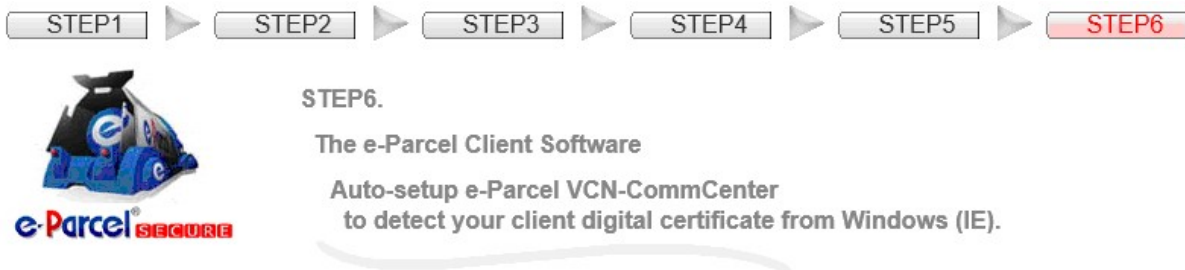 STEP1 STEP2 STEP3 STEP4 STEP5 STEP6
STEP6.
The e-Parcel Client Software
Auto-setup e-Parcel VCN-CommCenter
to detect your client digital certificate from Windows (IE).
e-Parcel® SECURE